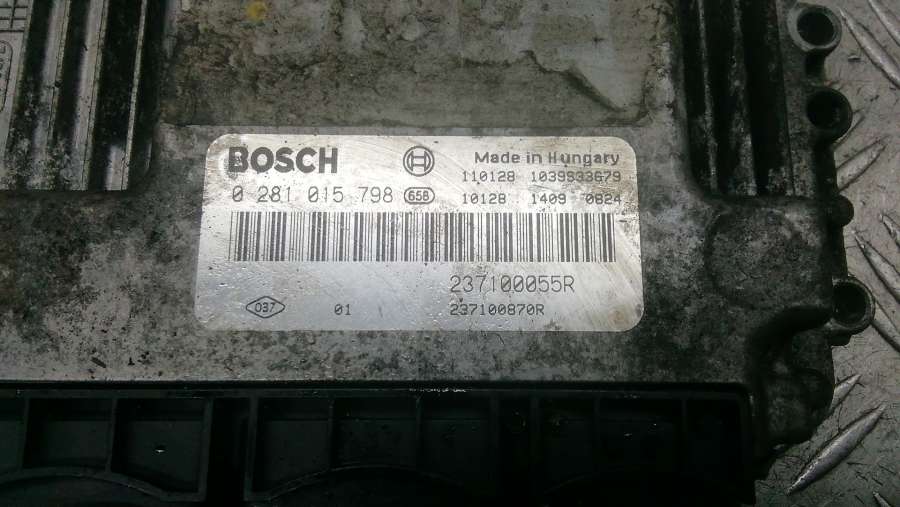 BOSCH Made in Hungary
110128 1039S33679
0 281 015 798 658 10128 1409 0824
237100055R
037 01 237100870R